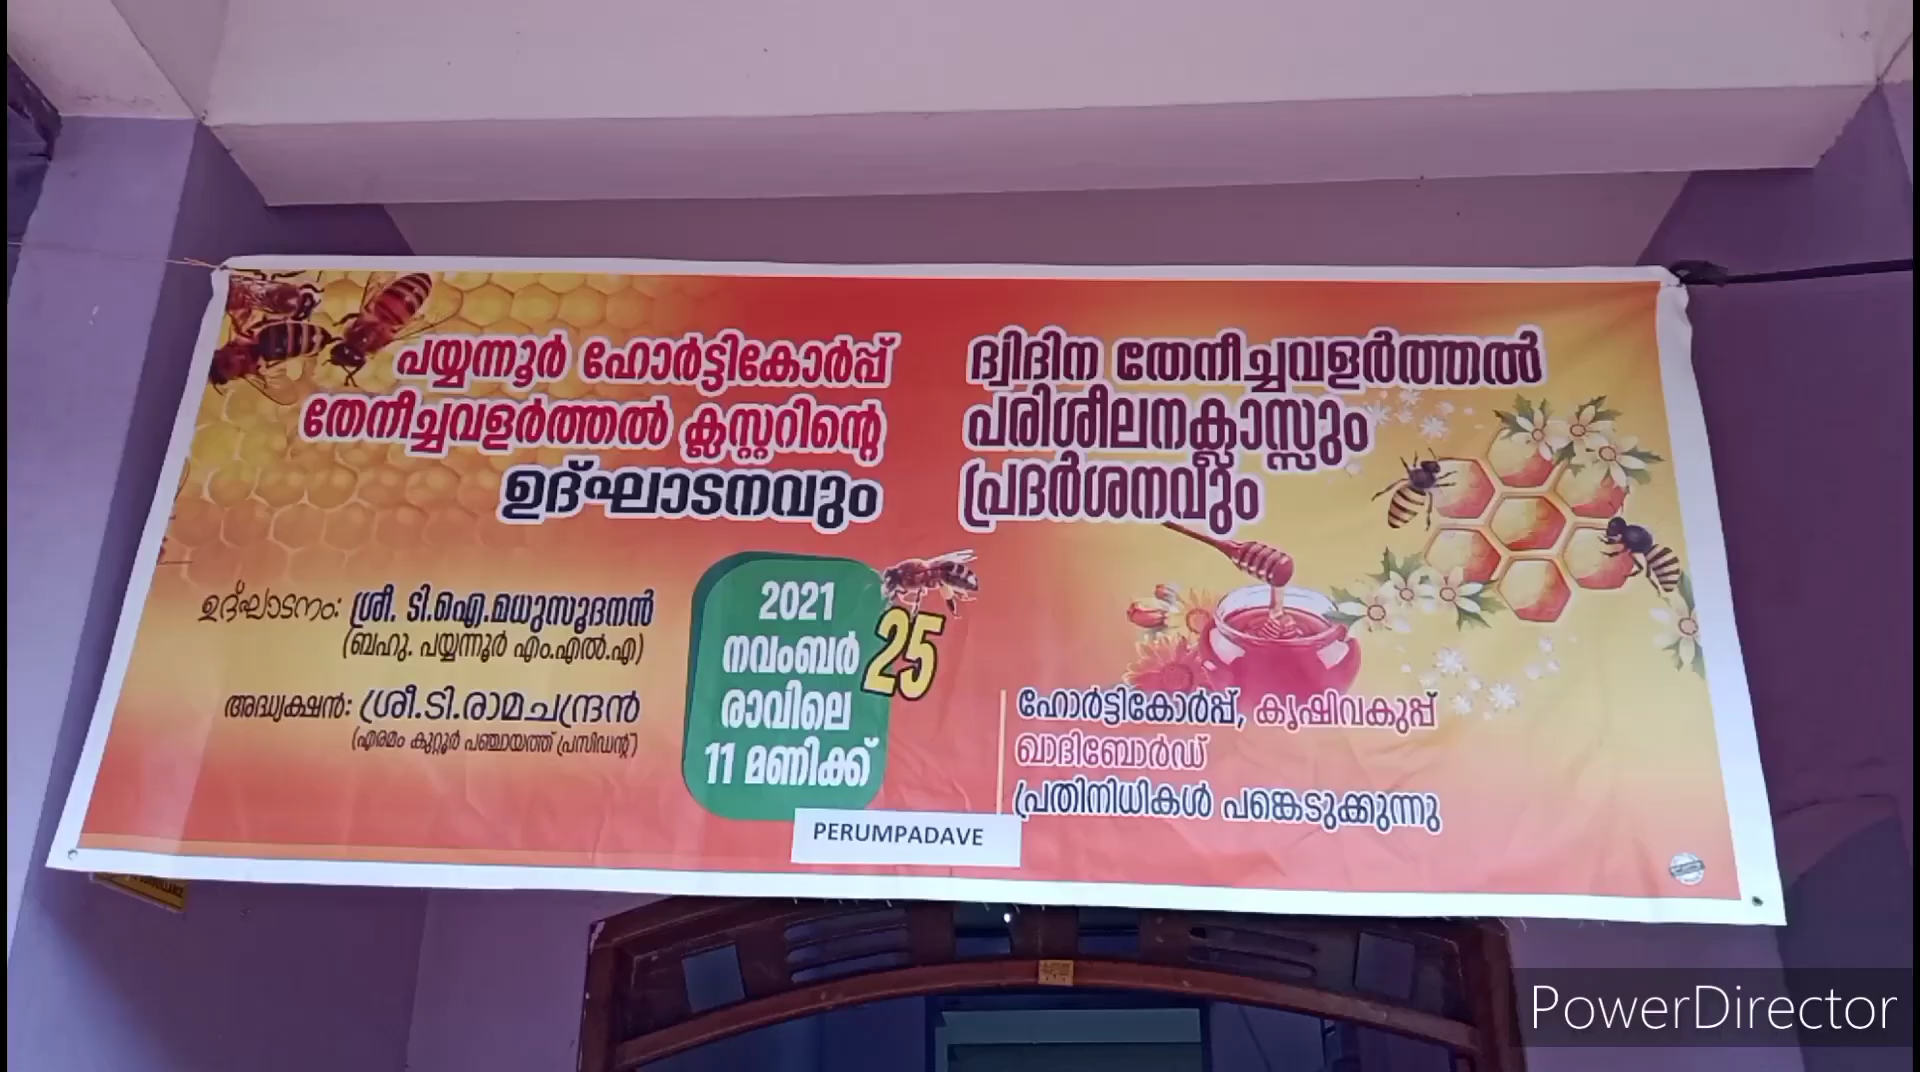 പയ്യന്നൂർ ഹോർട്ടികോർപ്പ്
തേനീച്ചവളർത്തൽ ക്ലസ്റ്ററിന്റെ
ഉദ്ഘാടനവും
ദ്വിദിന തേനീച്ചവളർത്തൽ
പരിശീലനക്ലാസ്സും
പ്രദർശനവും
ഉദ്ഘാടനം: ശ്രീ. ടി.ഐ.മധുസൂദനൻ
(ബഹു. പയ്യന്നൂർ എം.എൽ.എ)
അദ്ധ്യക്ഷൻ: ശ്രീ.ടി.രാമചന്ദ്രൻ
(എരമം കുറ്റൂർ പഞ്ചായത്ത് പ്രസിഡന്റ്)
2021
നവംബർ 25
രാവിലെ
11 മണിക്ക്
ഹോർട്ടികോർപ്പ്, കൃഷിവകുപ്പ്
ഖാദിബോർഡ്
പ്രതിനിധികൾ പങ്കെടുക്കുന്നു
PERUMPADAVE
PowerDirector